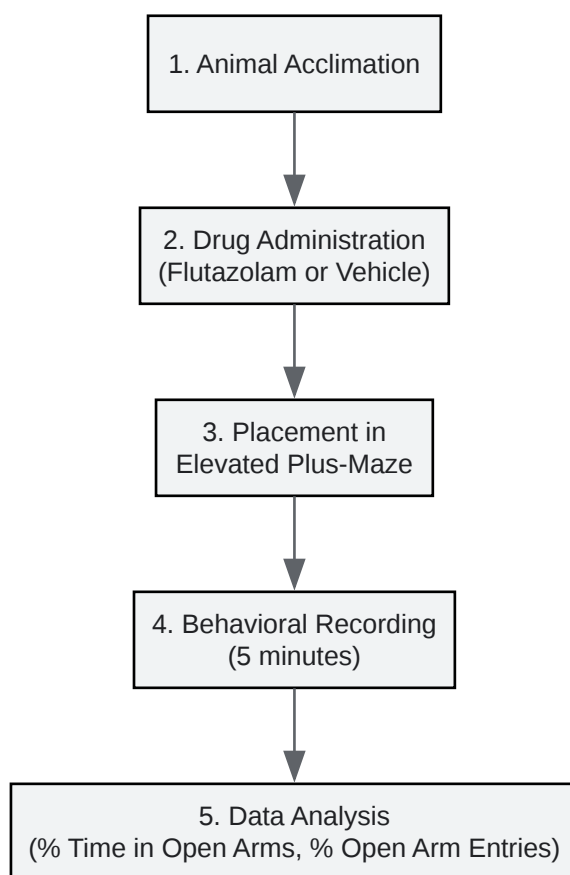 1. Animal Acclimation
2. Drug Administration
(Flutazolam or Vehicle)
3. Placement in
Elevated Plus-Maze
4. Behavioral Recording
(5 minutes)
5. Data Analysis
(% Time in Open Arms, % Open Arm Entries)